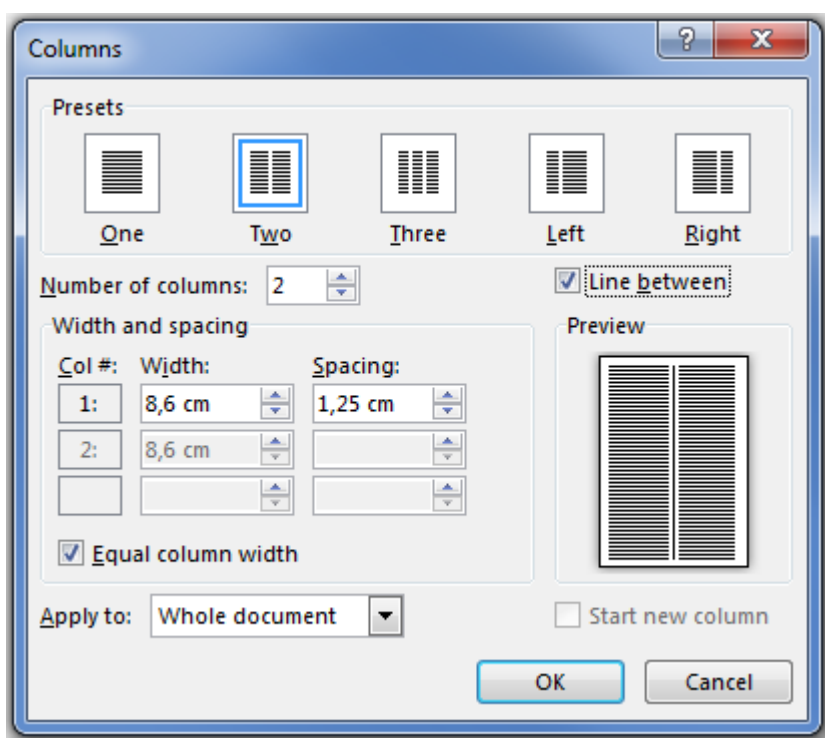 Columns
Presets
One Two Three Left Right
Number of columns: 2 Line between
Width and spacing Preview
Col #: Width: Spacing:
1: 8,6 cm 1,25 cm
2: 8,6 cm
Equal column width
Apply to: Whole document Start new column
OK Cancel